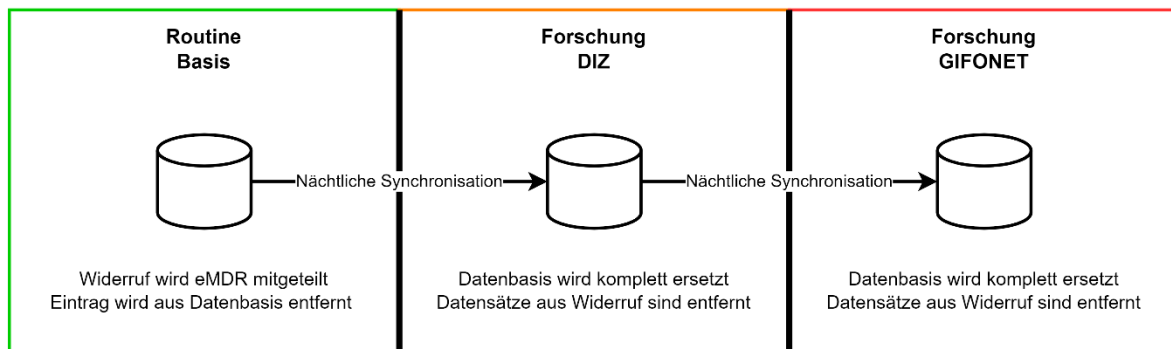 Routine
Basis
Forschung
DIZ
Forschung
GIFONET
Nächtliche Synchronisation
Nächtliche Synchronisation
Widerruf wird eMDR mitgeteilt
Eintrag wird aus Datenbasis entfernt
Datenbasis wird komplett ersetzt
Datensätze aus Widerruf sind entfernt
Datenbasis wird komplett ersetzt
Datensätze aus Widerruf sind entfernt